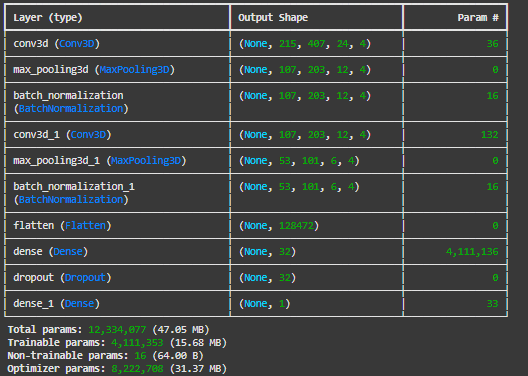 Layer (type) Output Shape Param #
conv3d (Conv3D) (None, 215, 407, 24, 4) 36
max_pooling3d (MaxPooling3D) (None, 107, 203, 12, 4) 0
batch_normalization (None, 107, 203, 12, 4) 16
(BatchNormalization)
conv3d_1 (Conv3D) (None, 107, 203, 12, 4) 132
max_pooling3d_1 (MaxPooling3D) (None, 53, 101, 6, 4) 0
batch_normalization_1 (None, 53, 101, 6, 4) 16
(BatchNormalization)
flatten (Flatten) (None, 128472) 0
dense (Dense) (None, 32) 4,111,136
dropout (Dropout) (None, 32) 0
dense_1 (Dense) (None, 1) 33
Total params: 12,334,077 (47.05 MB)
Trainable params: 4,111,353 (15.68 MB)
Non-trainable params: 16 (64.00 B)
Optimizer params: 8,222,708 (31.37 MB)